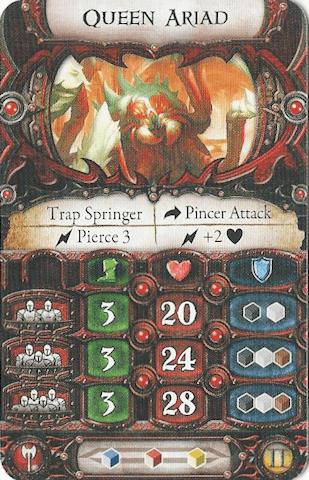 Queen Ariad
Trap Springer Pincer Attack
Pierce 3 +2
3 20
3 24
3 28
II